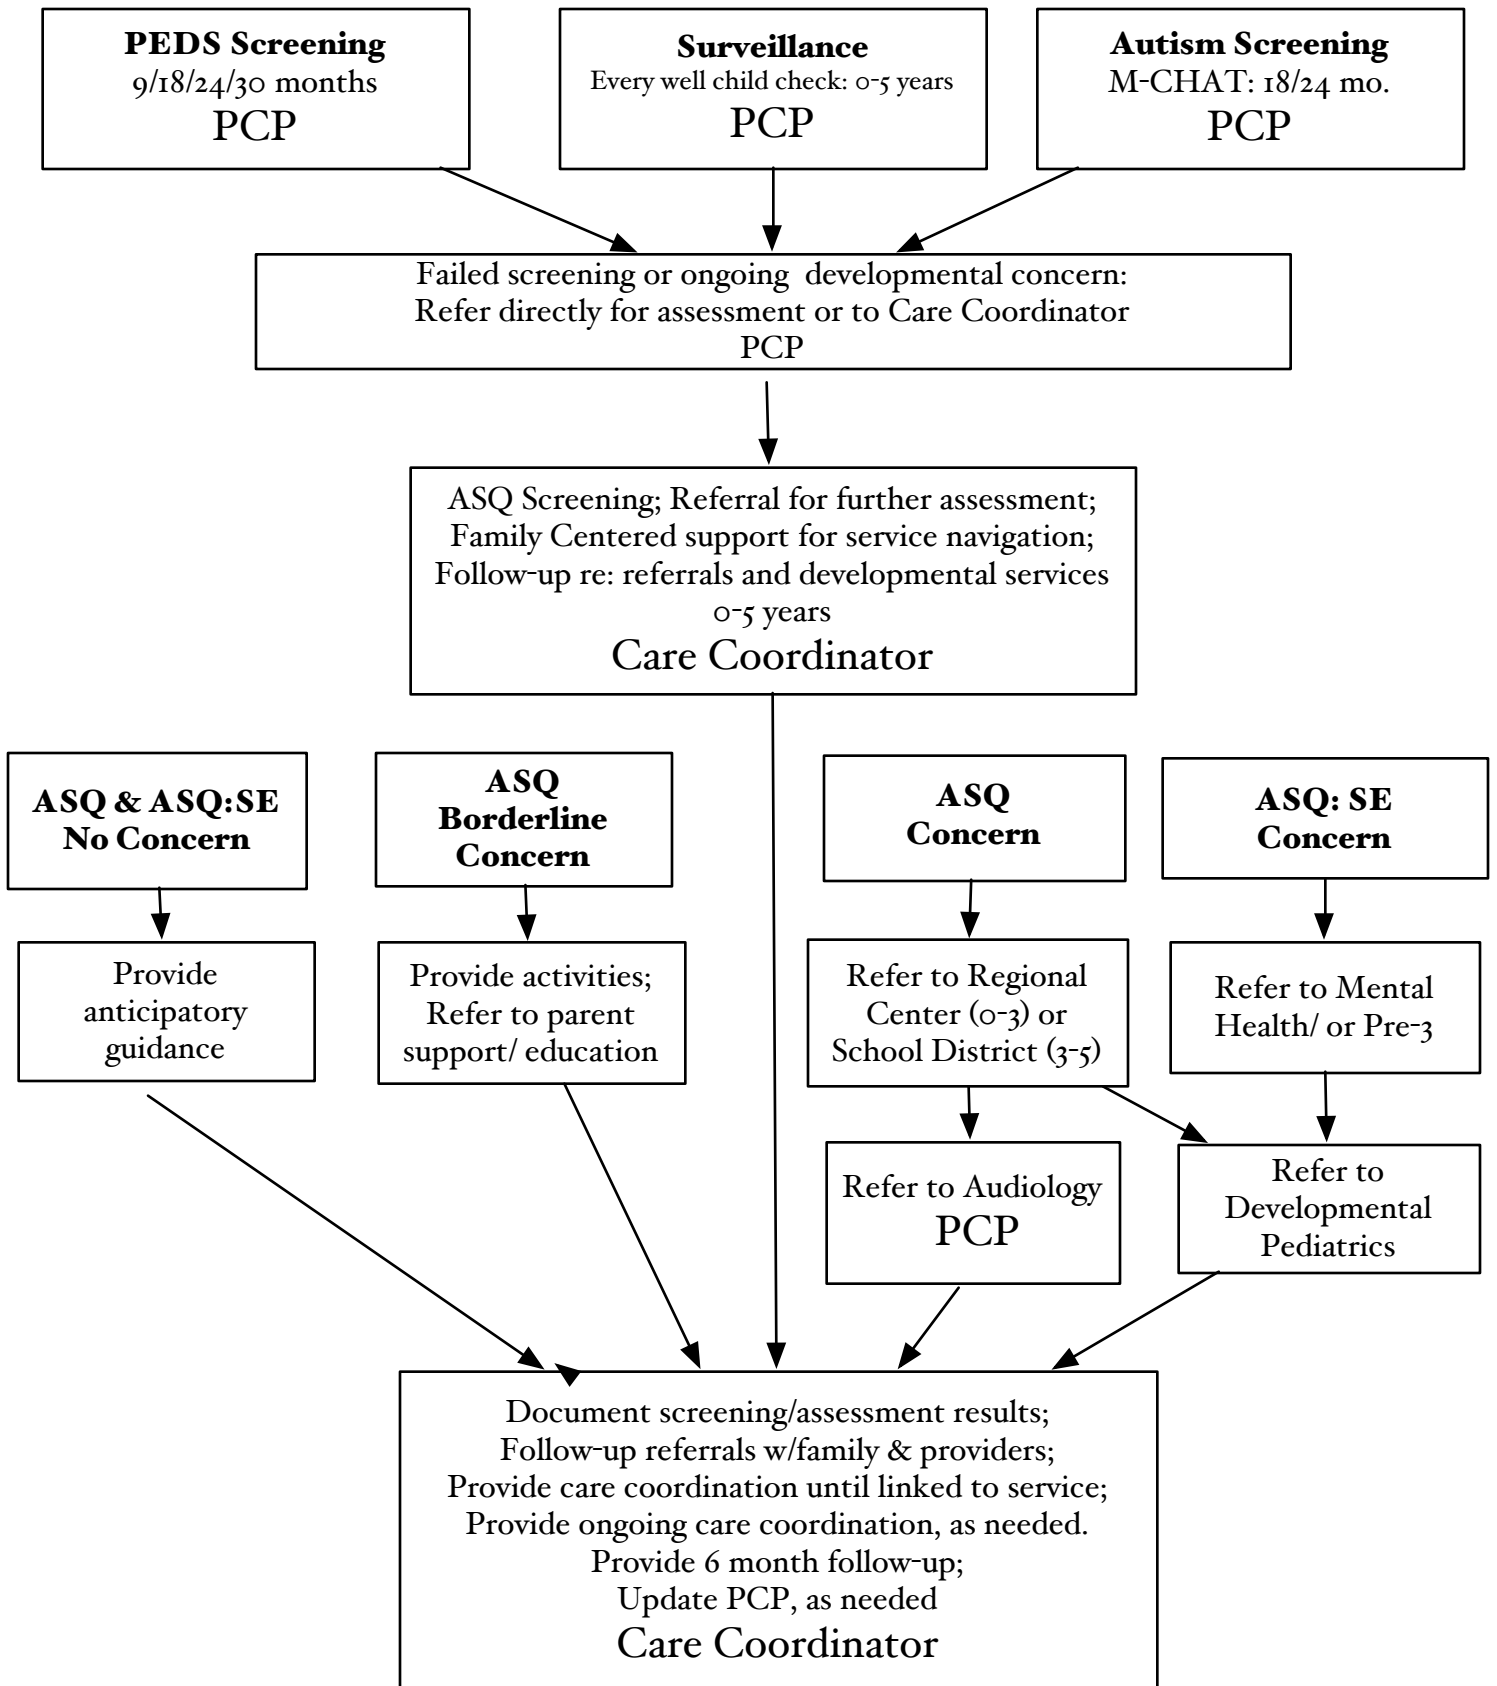 PEDS Screening
9/18/24/30 months
PCP
Surveillance
Every well child check: 0-5 years
PCP
Autism Screening
M-CHAT: 18/24 mo.
PCP
Failed screening or ongoing  developmental concern:
Refer directly for assessment or to Care Coordinator
PCP
ASQ Screening; Referral for further assessment;
Family Centered support for service navigation;
Follow-up re: referrals and developmental services
0-5 years
Care Coordinator
ASQ & ASQ:SE
No Concern
ASQ
Borderline
Concern
ASQ
Concern
ASQ: SE
Concern
Provide
anticipatory
guidance
Provide activities;
Refer to parent
support/ education
Refer to Regional
Center (0-3) or
School District (3-5)
Refer to Mental
Health/ or Pre-3
Refer to Audiology
PCP
Refer to
Developmental
Pediatrics
Document screening/assessment results;
Follow-up referrals w/family & providers;
Provide care coordination until linked to service;
Provide ongoing care coordination, as needed.
Provide 6 month follow-up;
Update PCP, as needed
Care Coordinator